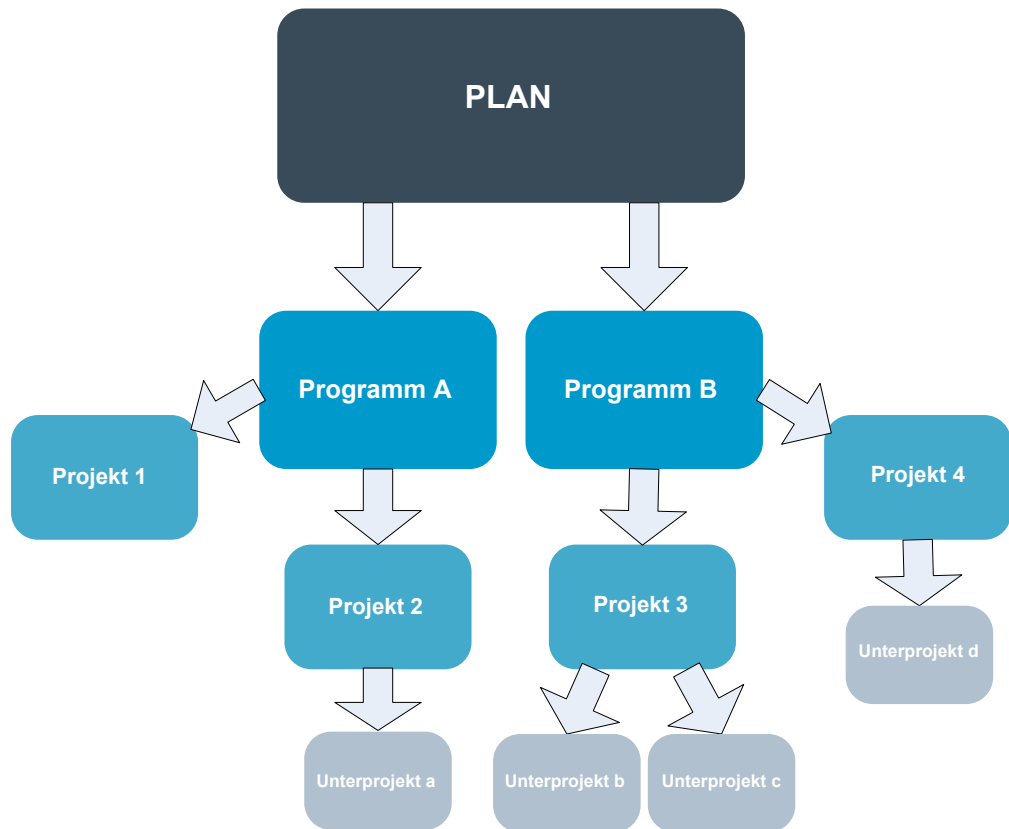 PLAN
Programm A
Programm B
Projekt 1
Projekt 4
Projekt 2
Projekt 3
Unterprojekt d
Unterprojekt a
Unterprojekt b
Unterprojekt c